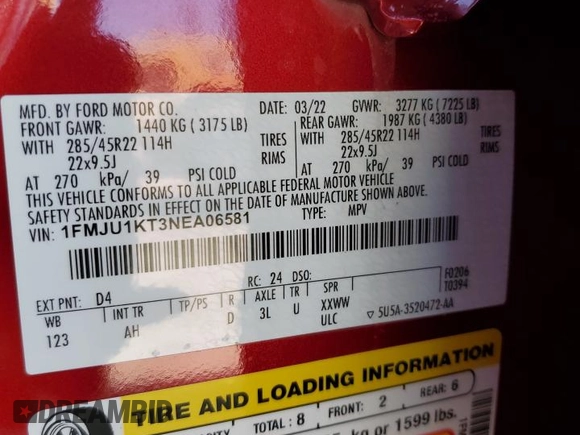 MFD. BY FORD MOTOR CO. DATE: 03/22 GVWR: 3277 KG ( 7225 LB)
FRONT GAWR: 1440 KG ( 3175 LB) REAR GAWR: 1987 KG ( 4380 LB)
WITH 285/45R22 114H TIRES WITH 285/45R22 114H TIRES
22x9.5J RIMS 22x9.5J RIMS
AT 270 kPa/ 39 PSI COLD AT 270 kPa/ 39 PSI COLD
THIS VEHICLE CONFORMS TO ALL APPLICABLE FEDERAL MOTOR VEHICLE
SAFETY STANDARDS IN EFFECT ON THE DATE OF MANUFACTURE SHOWN ABOVE.
VIN: 1FMJU1KT3NEA06581 TYPE: MPV
RC: 24 DSO: F0206
EXT PNT: D4 T0394
WB INT TR TP/PS R AXLE TR SPR
123 AH D 3L U XXWW
ULC ▽ 5U5A-3520472-AA
TIRE AND LOADING INFORMATION
TOTAL: 8 FRONT: 2 REAR: 6
kg or 1599 lbs.
DREAMBID